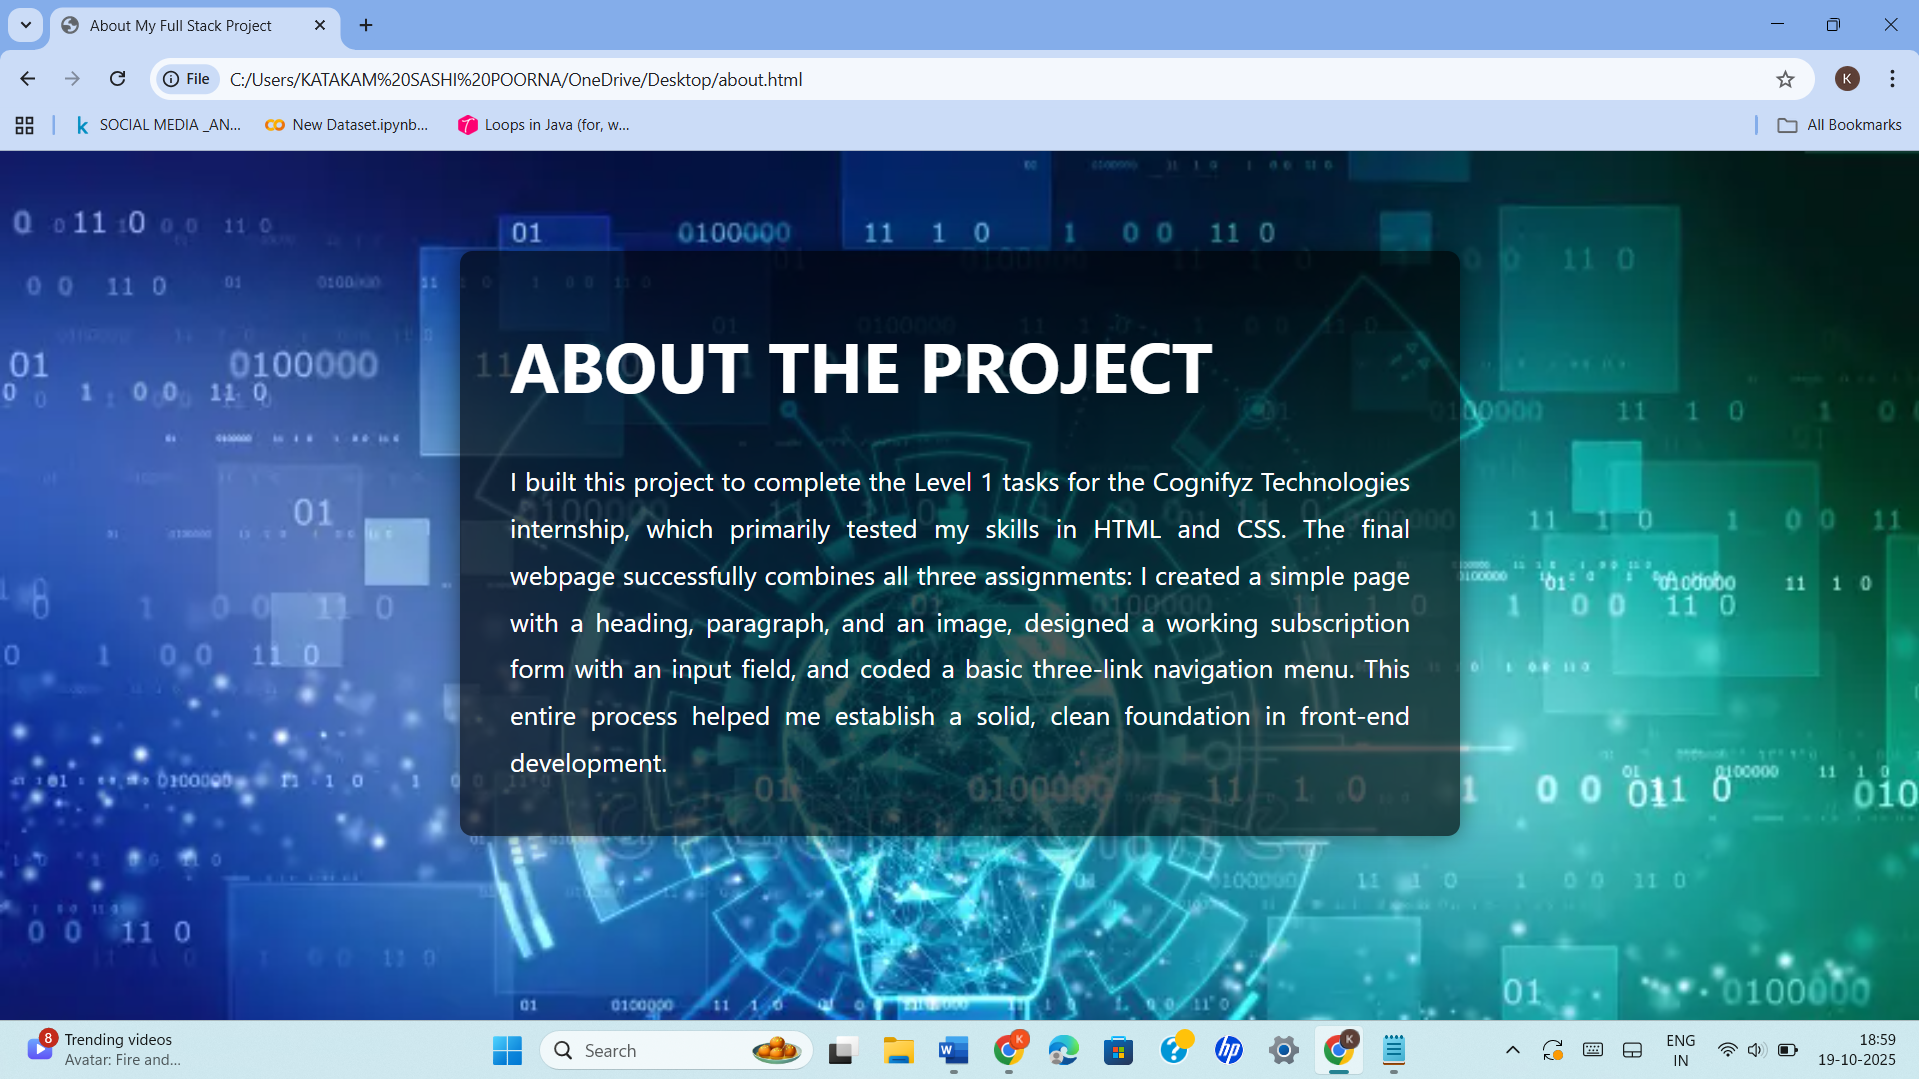 About My Full Stack Project
File C:/Users/KATAKAM%20SASHI%20POORNA/OneDrive/Desktop/about.html
K
SOCIAL MEDIA _AN...
New Dataset.ipynb...
Loops in Java (for, w...
All Bookmarks
ABOUT THE PROJECT
I built this project to complete the Level 1 tasks for the Cognifyz Technologies
internship, which primarily tested my skills in HTML and CSS. The final
webpage successfully combines all three assignments: I created a simple page
with a heading, paragraph, and an image, designed a working subscription
form with an input field, and coded a basic three-link navigation menu. This
entire process helped me establish a solid, clean foundation in front-end
development.
8
Trending videos
Avatar: Fire and...
Search
ENG
IN
18:59
19-10-2025